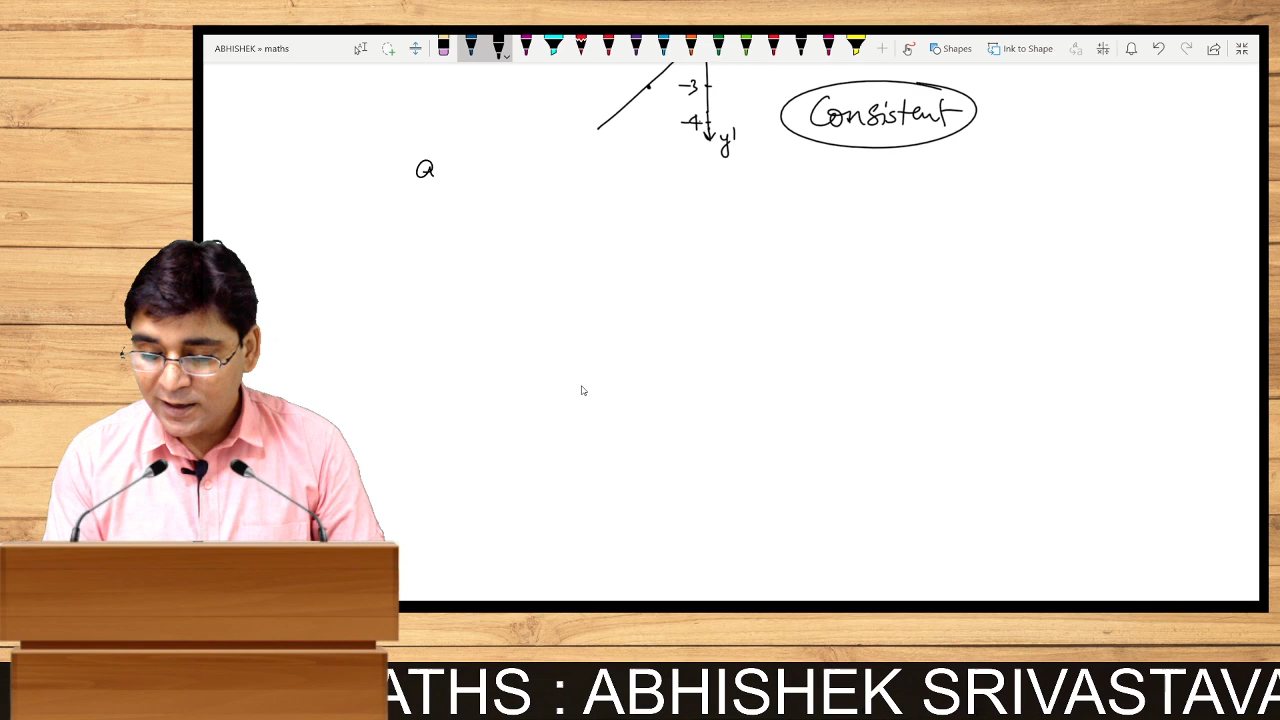 ABHISHEK » maths
Shapes
Ink to Shape
-3
-4
y'
Consistent
Q
ATHS : ABHISHEK SRIVASTAVA